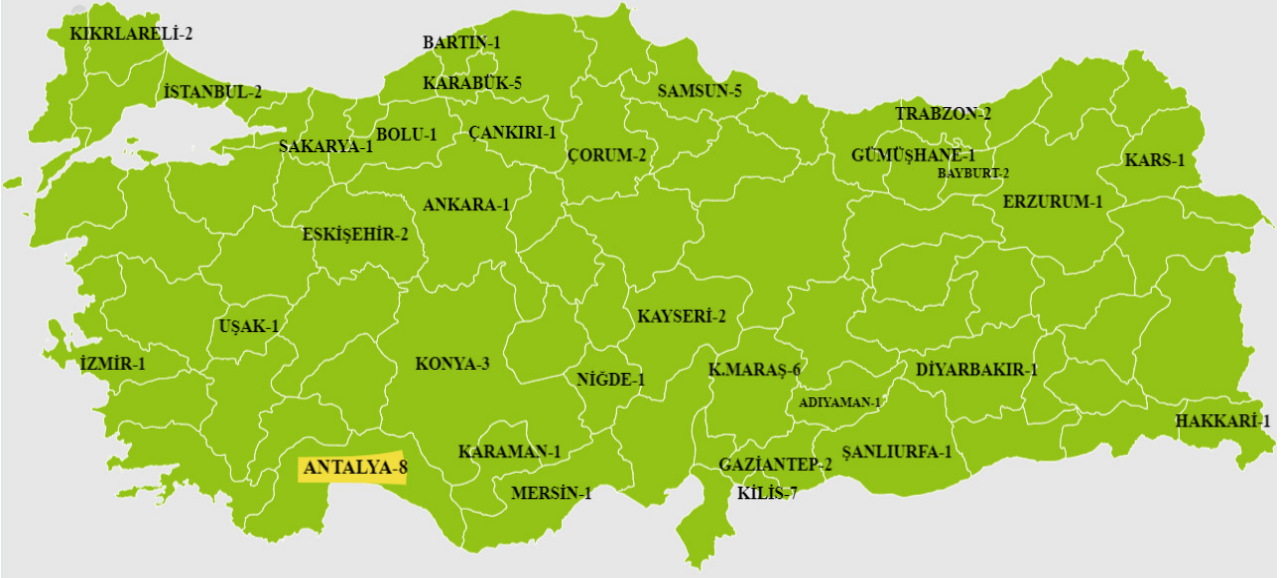 KIKRLARELİ-2
BARTIN-1
KARABÜK-5
İSTANBUL-2
SAMSUN-5
TRABZON-2
BOLU-1
ÇANKIRI-1
SAKARYA-1
ÇORUM-2
GÜMÜŞHANE-1
KARS-1
BAYBURT-2
ANKARA-1
ERZURUM-1
ESKİŞEHİR-2
KAYSERİ-2
UŞAK-1
İZMİR-1
KONYA-3
NİĞDE-1
K.MARAŞ-6
DİYARBAKIR-1
ADIYAMAN-1
HAKKARİ-1
KARAMAN-1
ŞANLIURFA-1
ANTALYA-8
GAZİANTEP-2
MERSİN-1
KİLİS-7